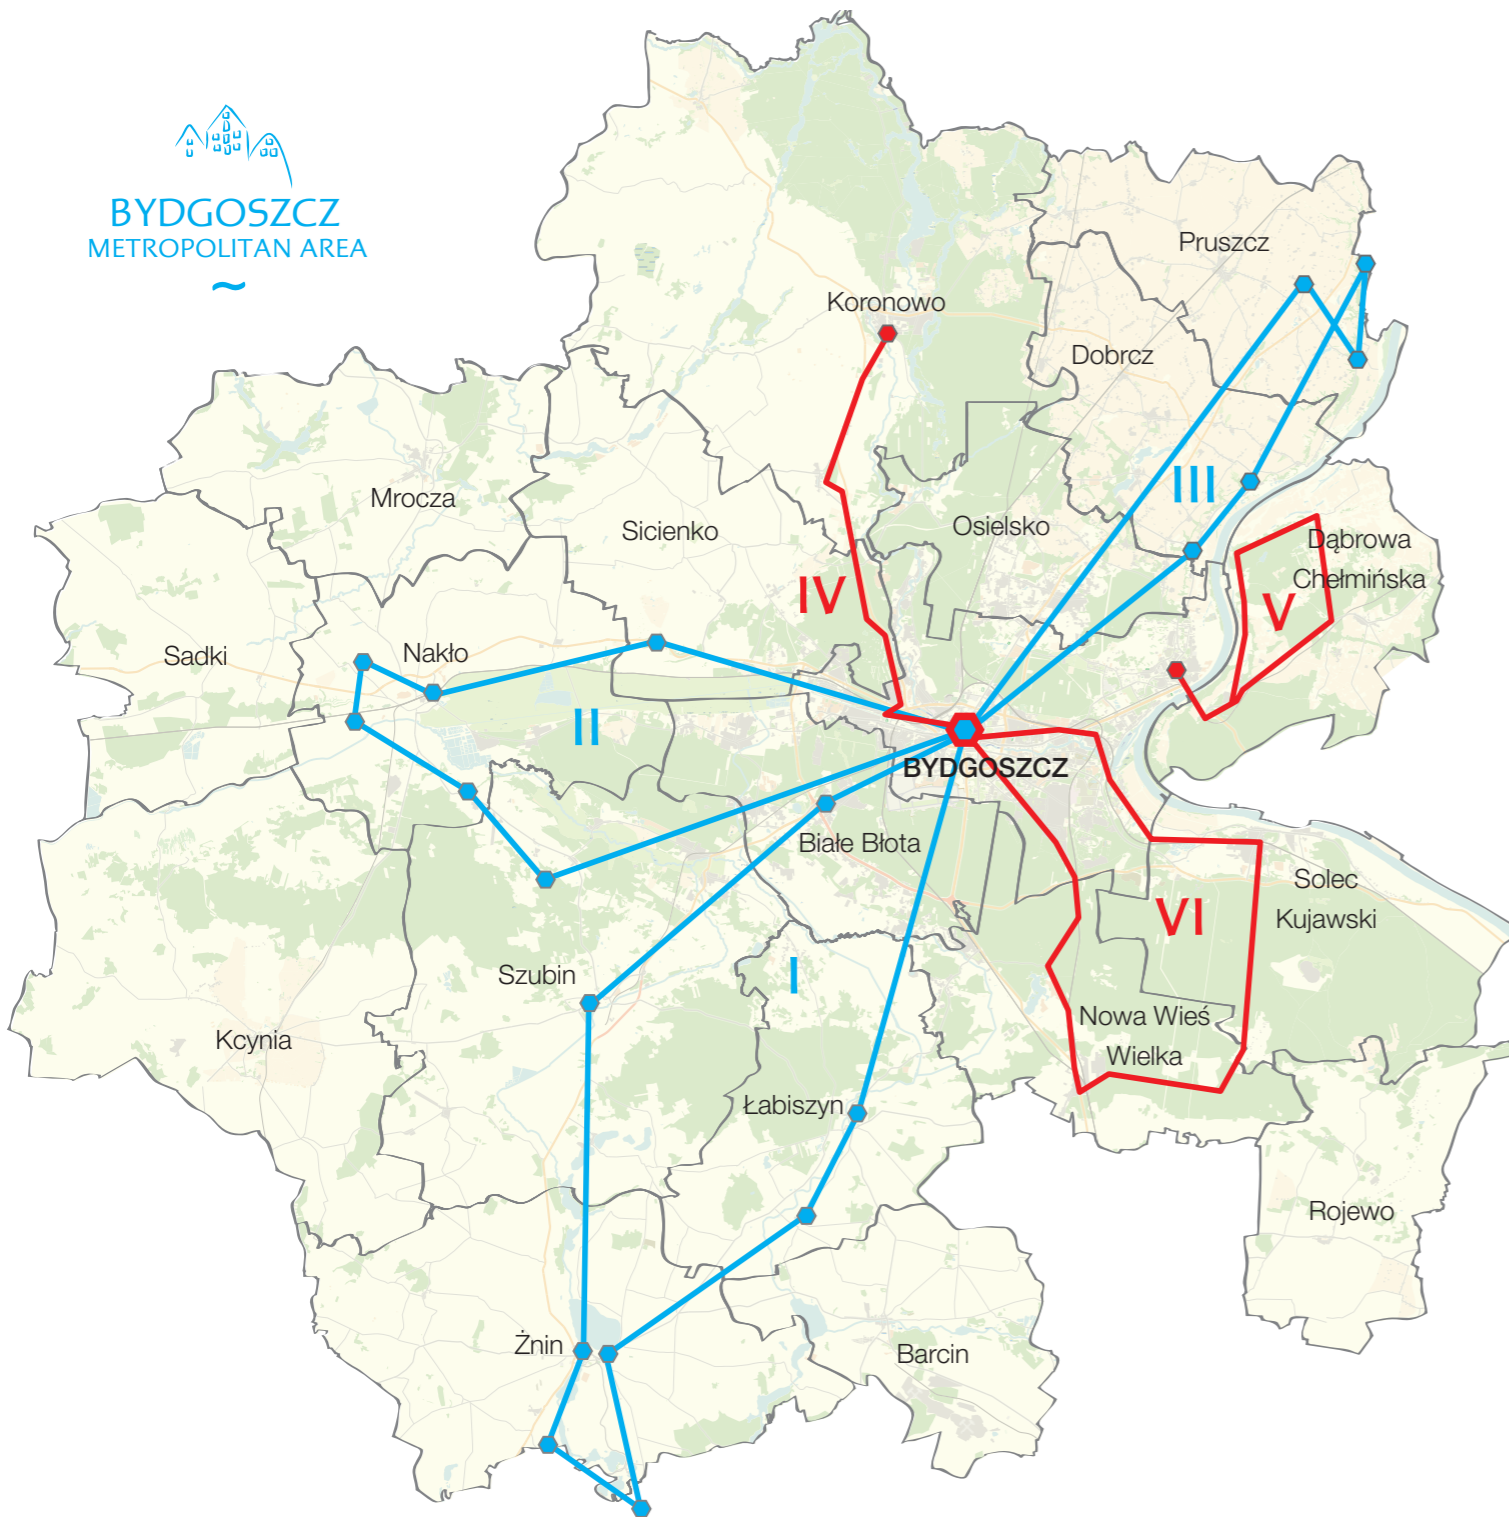 BYDGOSZCZ
METROPOLITAN AREA
~
Pruszcz
Koronowo
Dobrcz
III
Mrocza
Sicienko
Osielsko
Dąbrowa
Chełmińska
IV
V
Sadki
Nakło
II
BYDGOSZCZ
Białe Błota
Solec
Kujawski
VI
Szubin
I
Nowa Wieś
Wielka
Kcynia
Łabiszyn
Rojewo
Żnin
Barcin